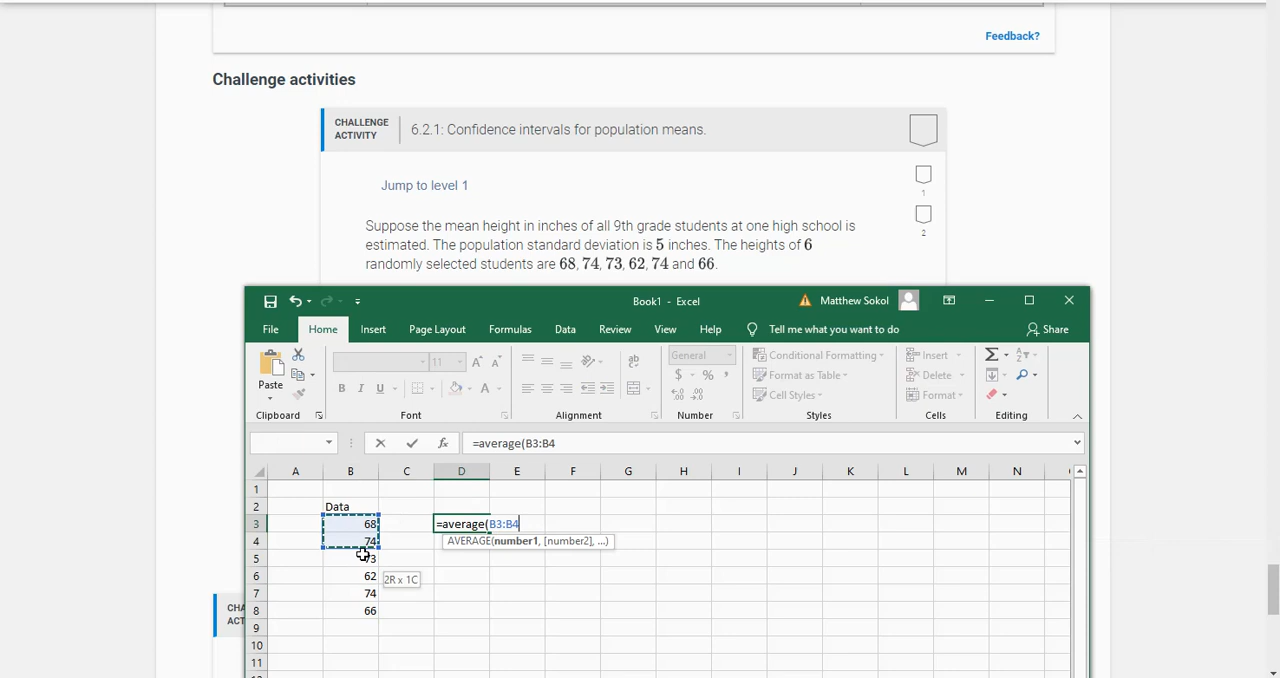 Feedback?
Challenge activities
CHALLENGE
ACTIVITY
6.2.1: Confidence intervals for population means.
Jump to level 1
1
2
Suppose the mean height in inches of all 9th grade students at one high school is
estimated. The population standard deviation is 5 inches. The heights of 6
randomly selected students are 68, 74, 73, 62, 74 and 66.
Book1 - Excel
Matthew Sokol
File Home Insert Page Layout Formulas Data Review View Help Tell me what you want to do Share
Paste
11
B I U
General
$ % ,
Conditional Formatting
Format as Table
Cell Styles
Insert
Delete
Format
Clipboard Font Alignment Number Styles Cells Editing
=average(B3:B4
A B C D E F G H I J K L M N
1
2 Data
3 68 =average(B3:B4
4 74 AVERAGE(number1, [number2], ...)
5 73
6 62 2R x 1C
7 74
8 66
9
10
11
CHA
ACT